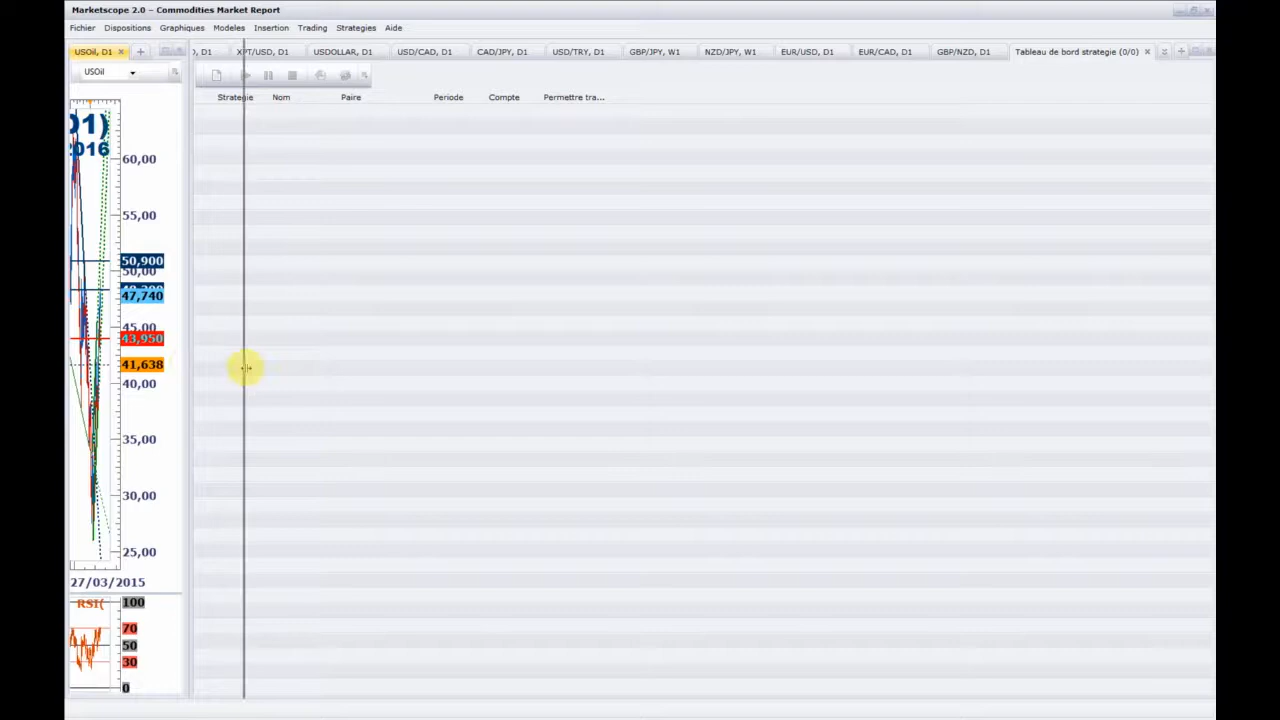 Marketscope 2.0 – Commodities Market Report
Fichier Dispositions Graphiques Modeles Insertion Trading Strategies Aide
USOil, D1
), D1 XPT/USD, D1 USDOLLAR, D1 USD/CAD, D1 CAD/JPY, D1 USD/TRY, D1 GBP/JPY, W1 NZD/JPY, W1 EUR/USD, D1 EUR/CAD, D1 GBP/NZD, D1 Tableau de bord strategie (0/0)
USOil
Strategie Nom Paire Periode Compte Permettre tra...
D1)
2016
60,00
55,00
50,900
50,00
47,740
45,00
43,950
41,638
40,00
35,00
30,00
25,00
27/03/2015
RSI(
100
70
50
30
0